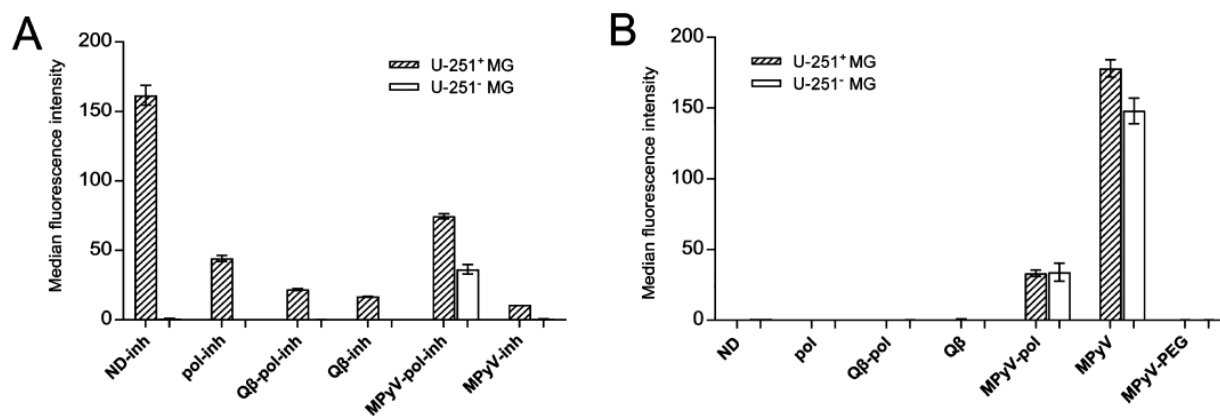 A
Median fluorescence intensity
200
150
100
50
0
U-251⁺ MG
U-251⁻ MG
ND-inh
pol-inh
Qβ-pol-inh
Qβ-inh
MPyV-pol-inh
MPyV-inh
B
Median fluorescence intensity
200
150
100
50
0
U-251⁺ MG
U-251⁻ MG
ND
pol
Qβ-pol
Qβ
MPyV-pol
MPyV
MPyV-PEG